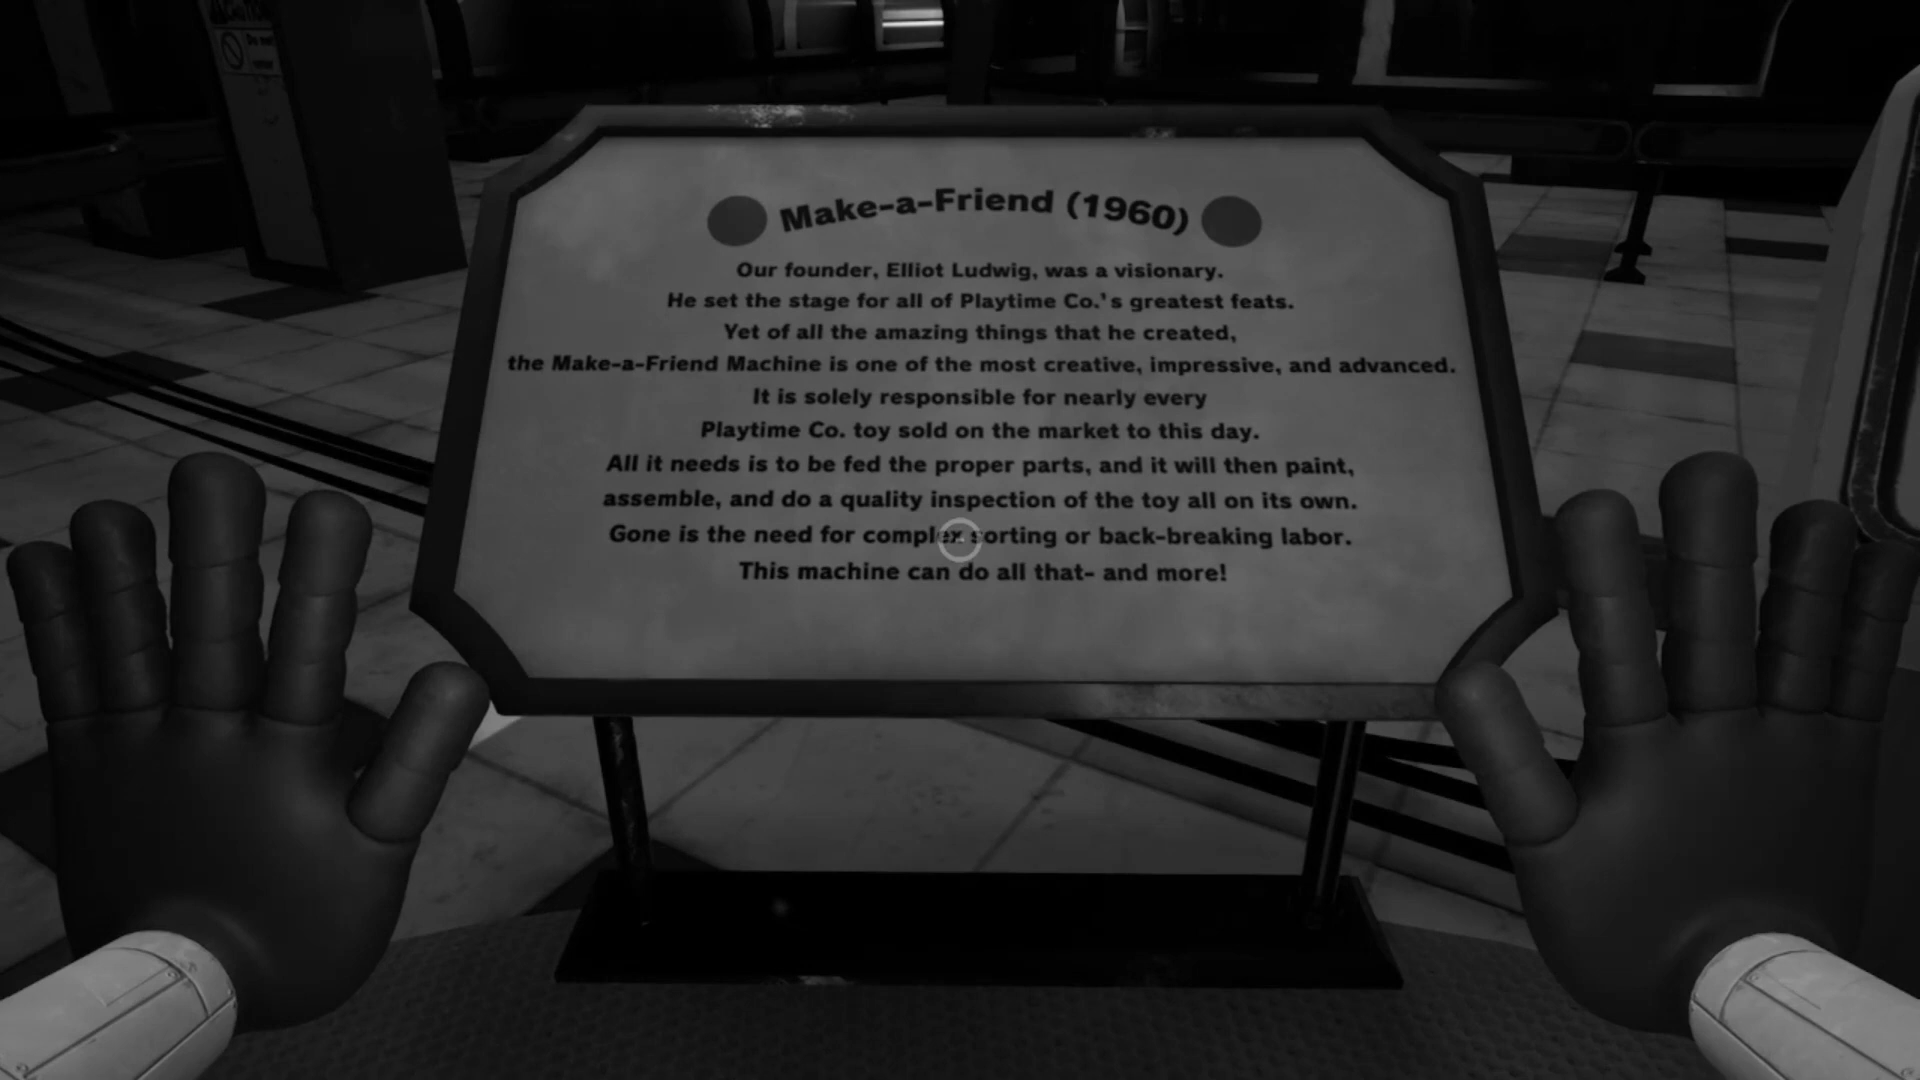 CAUTION
Make-a-Friend (1960)
Our founder, Elliot Ludwig, was a visionary.
He set the stage for all of Playtime Co.'s greatest feats.
Yet of all the amazing things that he created,
the Make-a-Friend Machine is one of the most creative, impressive, and advanced.
It is solely responsible for nearly every
Playtime Co. toy sold on the market to this day.
All it needs is to be fed the proper parts, and it will then paint,
assemble, and do a quality inspection of the toy all on its own.
Gone is the need for complex sorting or back-breaking labor.
This machine can do all that- and more!